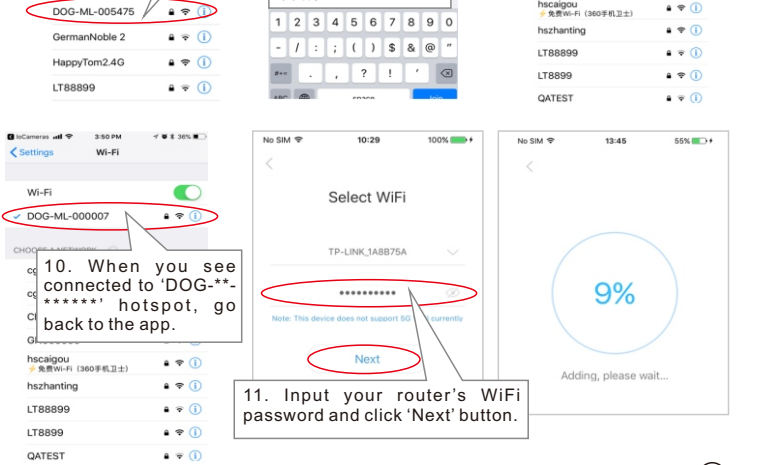 DOG-ML-005475
GermanNoble 2
HappyTom2.4G
LT88899
1 2 3 4 5 6 7 8 9 0
- / : ; ( ) $ & @ "
#+= . , ? ! '
ABC space Join
hscaigou
⚡免费Wi-Fi (360手机卫士)
hszhanting
LT88899
LT8899
QATEST
IoCameras 3:50 PM 36%
Settings Wi-Fi
Wi-Fi
✓ DOG-ML-000007
CHOOSE A NETWORK
10. When you see
connected to ‘DOG-**-
******’ hotspot, go
back to the app.
hscaigou
⚡免费Wi-Fi (360手机卫士)
hszhanting
LT88899
LT8899
QATEST
No SIM 10:29 100%
Select WiFi
TP-LINK_1A8B75A
••••••••••
Note: This device does not support 5G currently
Next
11. Input your router’s WiFi
password and click ‘Next’ button.
No SIM 13:45 55%
9%
Adding, please wait...